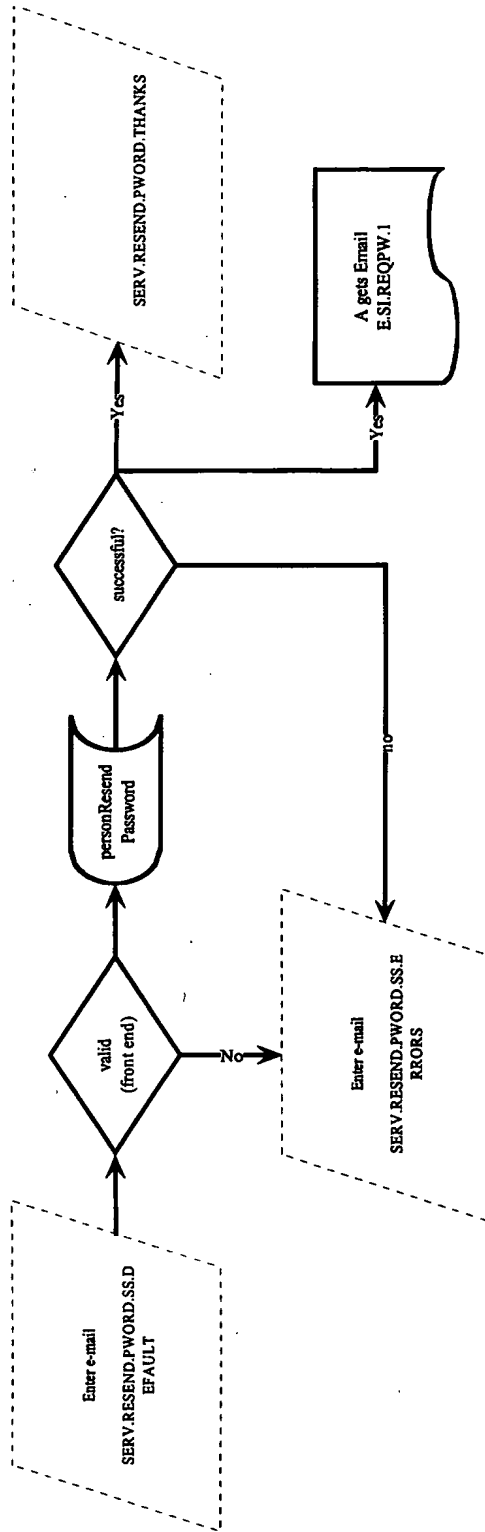 Enter e-mail
SERV.RESEND.PWORD.SS.D
EFAULT
valid
(front end)
No
Enter e-mail
SERV.RESEND.PWORD.SS.E
RRORS
personResend
Password
successful?
no
Yes
SERV.RESEND.PWORD.THANKS
Yes
A gets Email
E.SI.REQPW.1